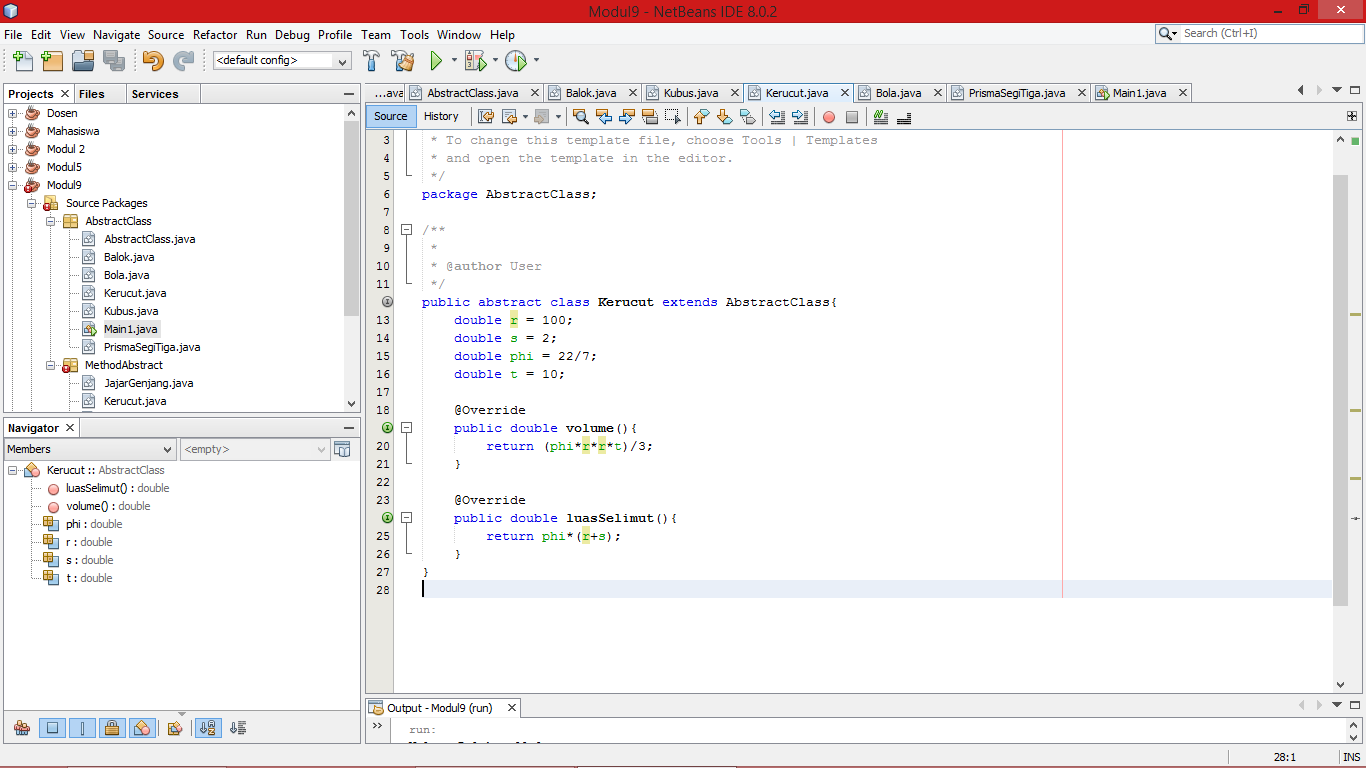 Modul9 - NetBeans IDE 8.0.2
File Edit View Navigate Source Refactor Run Debug Profile Team Tools Window Help
Search (Ctrl+I)
<default config>
Projects Files Services
...ava AbstractClass.java Balok.java Kubus.java Kerucut.java Bola.java PrismaSegiTiga.java Main1.java
Source History
Dosen
Mahasiswa
Modul 2
Modul5
Modul9
Source Packages
AbstractClass
AbstractClass.java
Balok.java
Bola.java
Kerucut.java
Kubus.java
Main1.java
PrismaSegiTiga.java
MethodAbstract
JajarGenjang.java
Kerucut.java
Navigator
Members <empty>
Kerucut :: AbstractClass
luasSelimut() : double
volume() : double
phi : double
r : double
s : double
t : double
3 * To change this template file, choose Tools | Templates
4 * and open the template in the editor.
5 */
6 package AbstractClass;
7
8 /**
9 *
10 * @author User
11 */
public abstract class Kerucut extends AbstractClass{
13 double r = 100;
14 double s = 2;
15 double phi = 22/7;
16 double t = 10;
17
18 @Override
public double volume(){
20 return (phi*r*r*t)/3;
21 }
22
23 @Override
public double luasSelimut(){
25 return phi*(r+s);
26 }
27 }
28
Output - Modul9 (run)
run:
28:1 INS